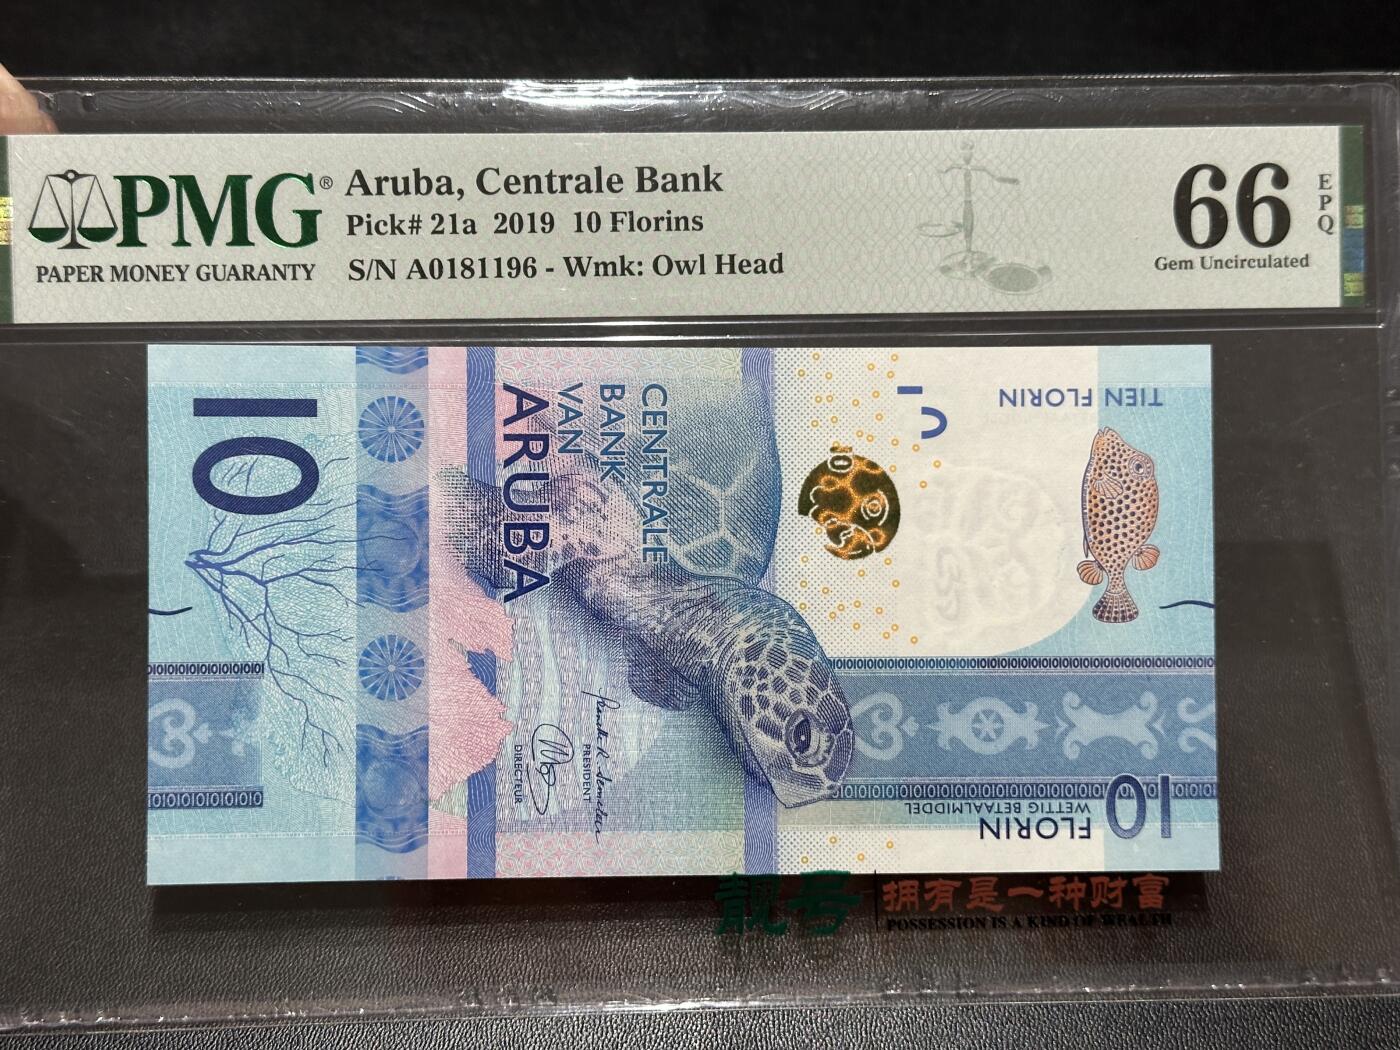 PMG®
PAPER MONEY GUARANTY
Aruba, Centrale Bank
Pick# 21a 2019 10 Florins
S/N A0181196 - Wmk: Owl Head
66
EPQ
Gem Uncirculated
10
CENTRALE
BANK
VAN
ARUBA
PRESIDENT
DIRECTEUR
10
TIEN FLORIN
10101010101010101010
10
WETTIG BETAALMIDDEL
FLORIN
靓号
拥有是一种财富
POSSESSION IS A KIND OF WEALTH